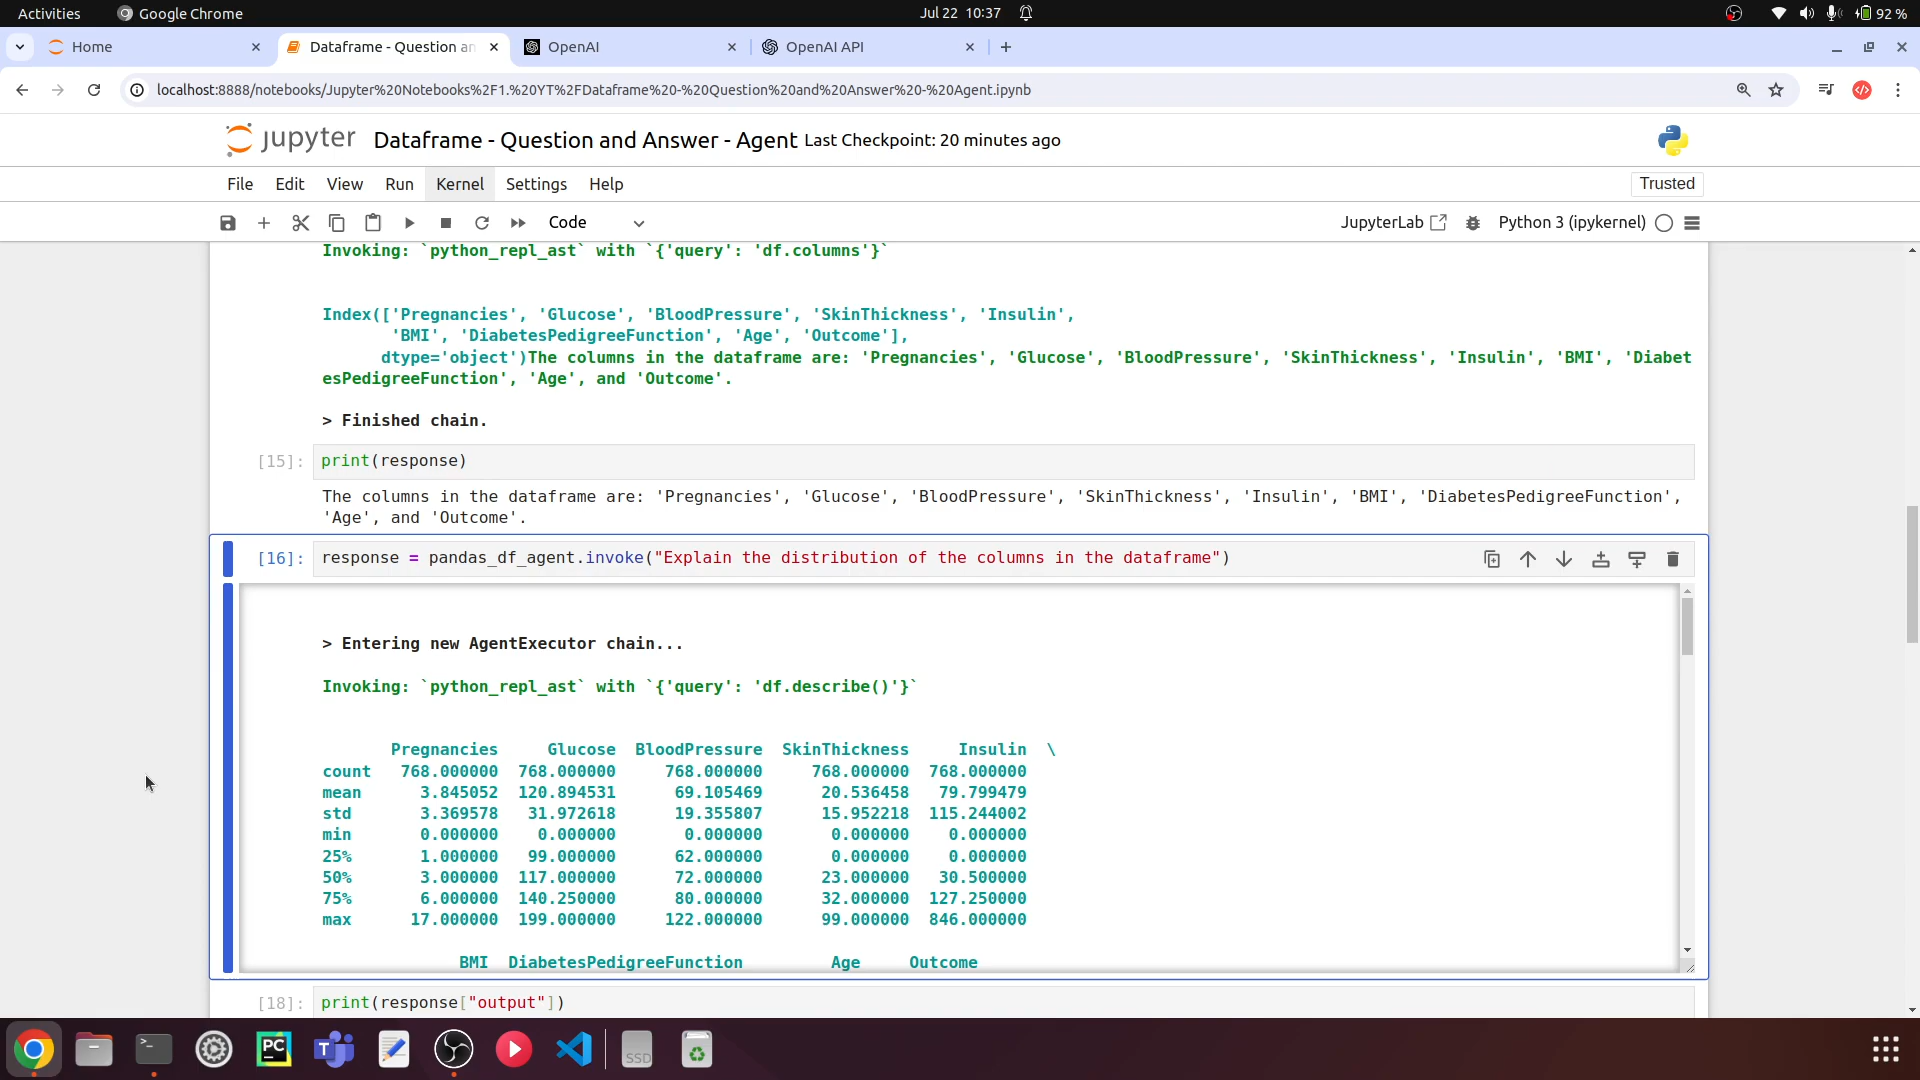 Activities Google Chrome Jul 22 10:37 92 %
Home Dataframe - Question an OpenAI OpenAI API
localhost:8888/notebooks/Jupyter%20Notebooks%2F1.%20YT%2FDataframe%20-%20Question%20and%20Answer%20-%20Agent.ipynb
jupyter Dataframe - Question and Answer - Agent Last Checkpoint: 20 minutes ago
File Edit View Run Kernel Settings Help Trusted
Code JupyterLab Python 3 (ipykernel)
Invoking: `python_repl_ast` with `{'query': 'df.columns'}`
Index(['Pregnancies', 'Glucose', 'BloodPressure', 'SkinThickness', 'Insulin',
'BMI', 'DiabetesPedigreeFunction', 'Age', 'Outcome'],
dtype='object')The columns in the dataframe are: 'Pregnancies', 'Glucose', 'BloodPressure', 'SkinThickness', 'Insulin', 'BMI', 'Diabet
esPedigreeFunction', 'Age', and 'Outcome'.
> Finished chain.
[15]: print(response)
The columns in the dataframe are: 'Pregnancies', 'Glucose', 'BloodPressure', 'SkinThickness', 'Insulin', 'BMI', 'DiabetesPedigreeFunction',
'Age', and 'Outcome'.
[16]: response = pandas_df_agent.invoke("Explain the distribution of the columns in the dataframe")
> Entering new AgentExecutor chain...
Invoking: `python_repl_ast` with `{'query': 'df.describe()'}`
Pregnancies Glucose BloodPressure SkinThickness Insulin \
count 768.000000 768.000000 768.000000 768.000000 768.000000
mean 3.845052 120.894531 69.105469 20.536458 79.799479
std 3.369578 31.972618 19.355807 15.952218 115.244002
min 0.000000 0.000000 0.000000 0.000000 0.000000
25% 1.000000 99.000000 62.000000 0.000000 0.000000
50% 3.000000 117.000000 72.000000 23.000000 30.500000
75% 6.000000 140.250000 80.000000 32.000000 127.250000
max 17.000000 199.000000 122.000000 99.000000 846.000000
BMI DiabetesPedigreeFunction Age Outcome
[18]: print(response["output"])
PC
SSD